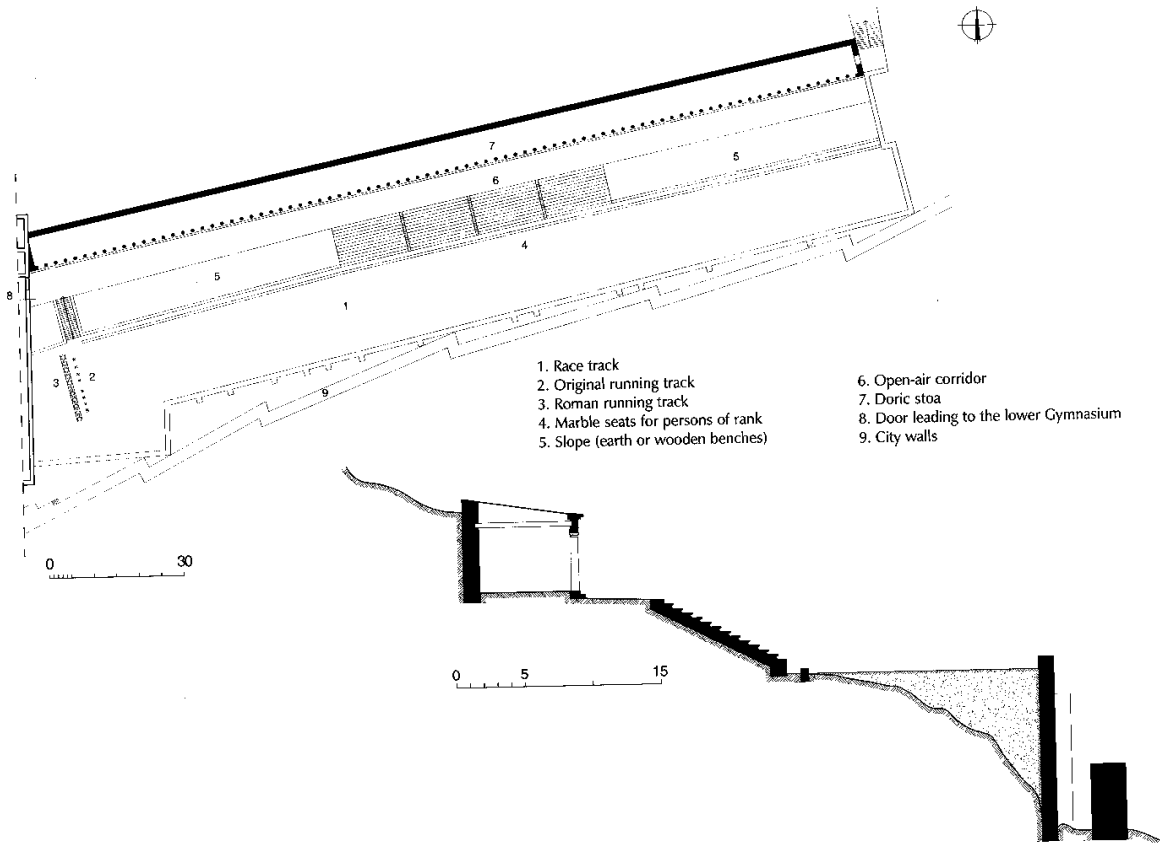 7
6
5
4
5
8
1
3
2
9
1. Race track
2. Original running track
3. Roman running track
4. Marble seats for persons of rank
5. Slope (earth or wooden benches)
6. Open-air corridor
7. Doric stoa
8. Door leading to the lower Gymnasium
9. City walls
0 30
0 5 15